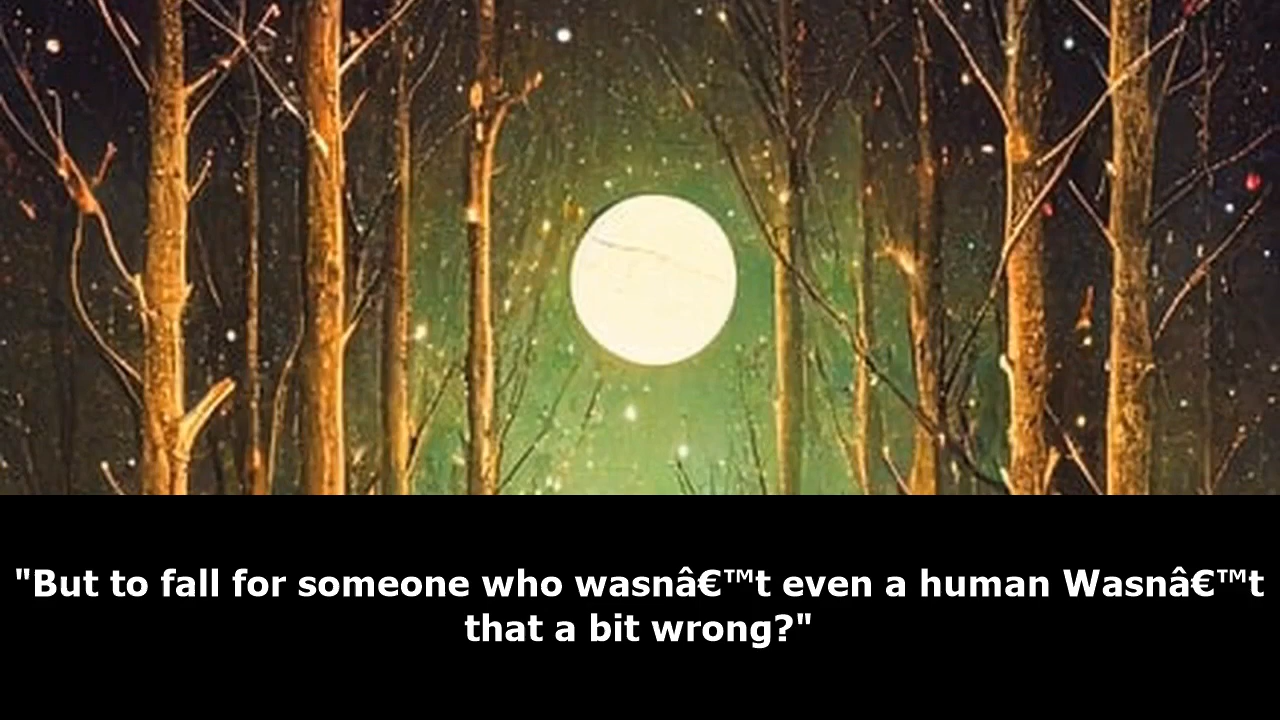 "But to fall for someone who wasnâ€™t even a human Wasnâ€™t
that a bit wrong?"